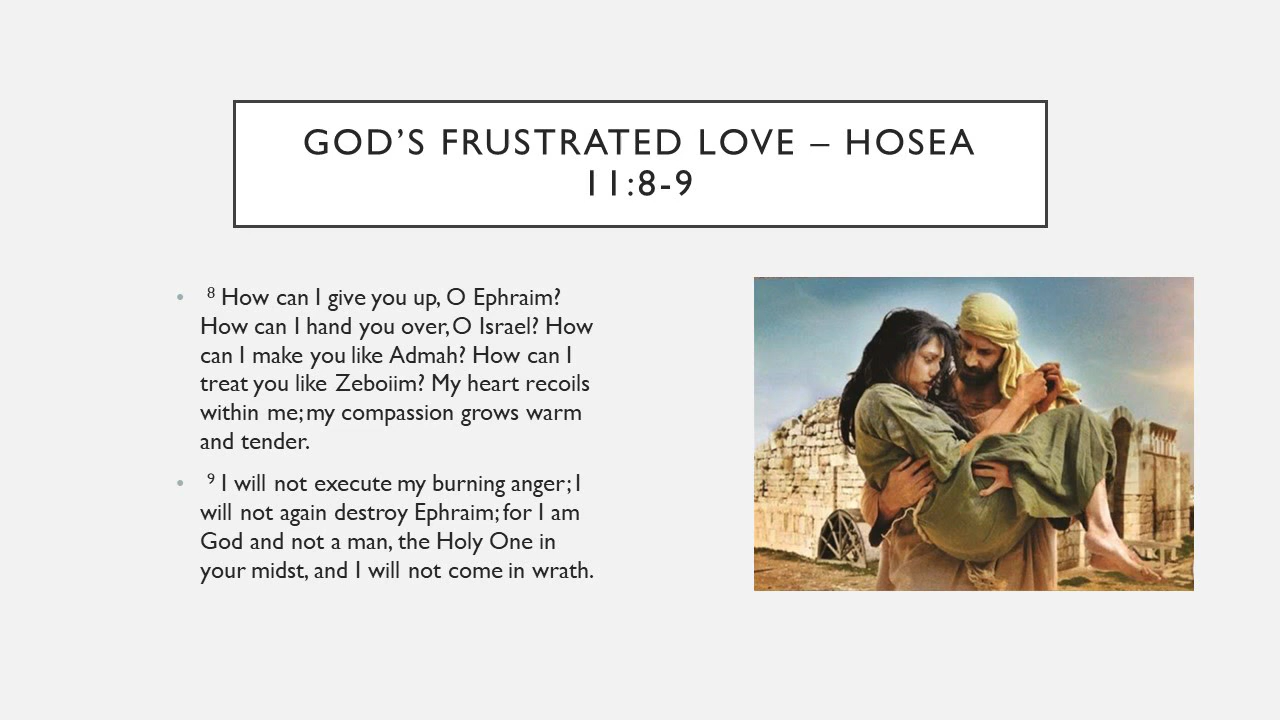 GOD’S FRUSTRATED LOVE – HOSEA
11:8-9
• 8 How can I give you up, O Ephraim?
How can I hand you over, O Israel? How
can I make you like Admah? How can I
treat you like Zeboiim? My heart recoils
within me; my compassion grows warm
and tender.
• 9 I will not execute my burning anger; I
will not again destroy Ephraim; for I am
God and not a man, the Holy One in
your midst, and I will not come in wrath.